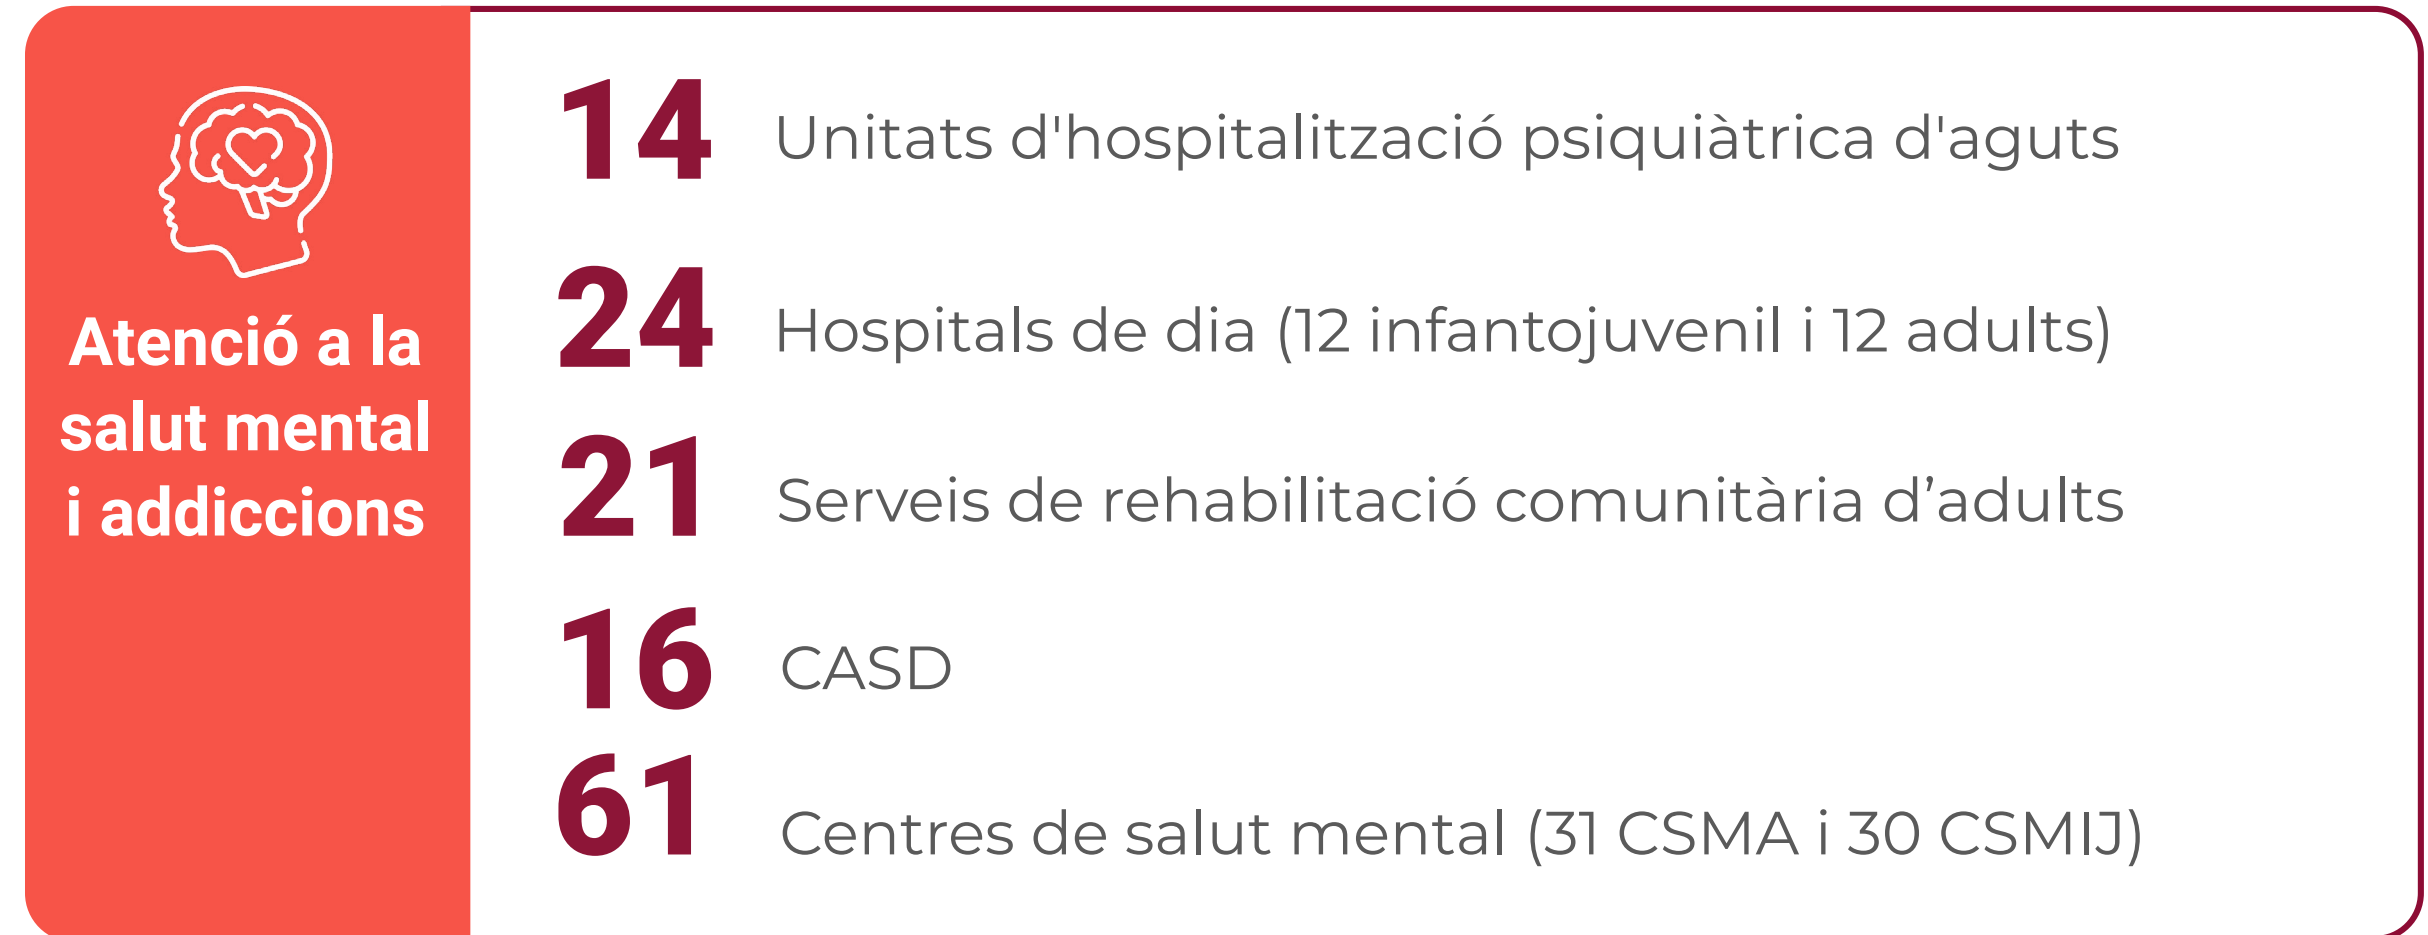 Atenció a la
salut mental
i addiccions
14 Unitats d'hospitalització psiquiàtrica d'aguts
24 Hospitals de dia (12 infantojuvenil i 12 adults)
21 Serveis de rehabilitació comunitària d’adults
16 CASD
61 Centres de salut mental (31 CSMA i 30 CSMIJ)